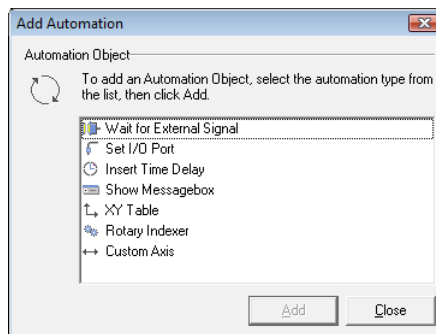 Add Automation
Automation Object
To add an Automation Object, select the automation type from
the list, then click Add.
Wait for External Signal
Set I/O Port
Insert Time Delay
Show Messagebox
XY Table
Rotary Indexer
Custom Axis
Add
Close